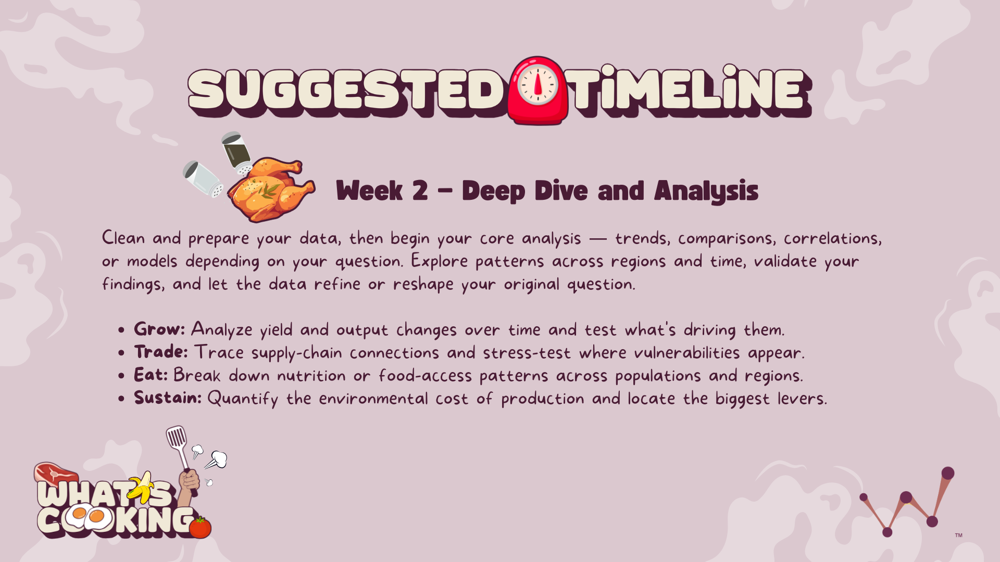 SUGGESTED TiMELiNE
Week 2 – Deep Dive and Analysis
Clean and prepare your data, then begin your core analysis — trends, comparisons, correlations,
or models depending on your question. Explore patterns across regions and time, validate your
findings, and let the data refine or reshape your original question.
• Grow: Analyze yield and output changes over time and test what's driving them.
• Trade: Trace supply-chain connections and stress-test where vulnerabilities appear.
• Eat: Break down nutrition or food-access patterns across populations and regions.
• Sustain: Quantify the environmental cost of production and locate the biggest levers.
WHAT'S
COOKING
TM